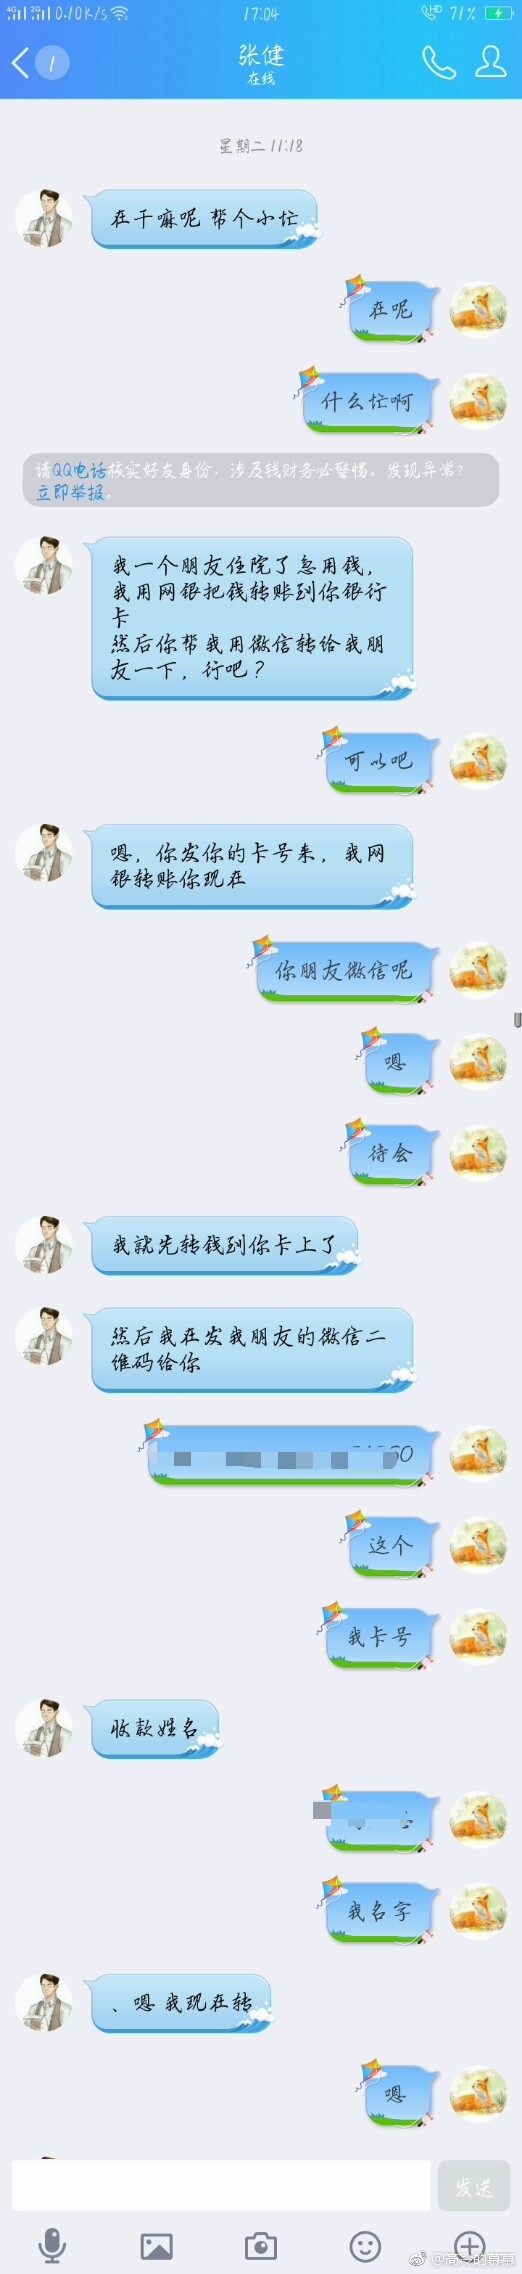 4G 2G 0.10K/s HD 71%
17:04
1
张健
在线
星期二 11:18
在干嘛呢 帮个小忙
在呢
什么忙啊
请QQ电话核实好友身份，涉及钱财务必警惕。发现异常？
立即举报。
我一个朋友住院了急用钱，
我用网银把钱转账到你银行
卡
然后你帮我用微信转给我朋
友一下，行吧？
可以吧
嗯，你发你的卡号来，我网
银转账你现在
你朋友微信呢
嗯
待会
我就先转钱到你卡上了
然后我在发我朋友的微信二
维码给你
这个
我卡号
收款姓名
我名字
、嗯 我现在转
嗯
发送
@高冷的幕幕